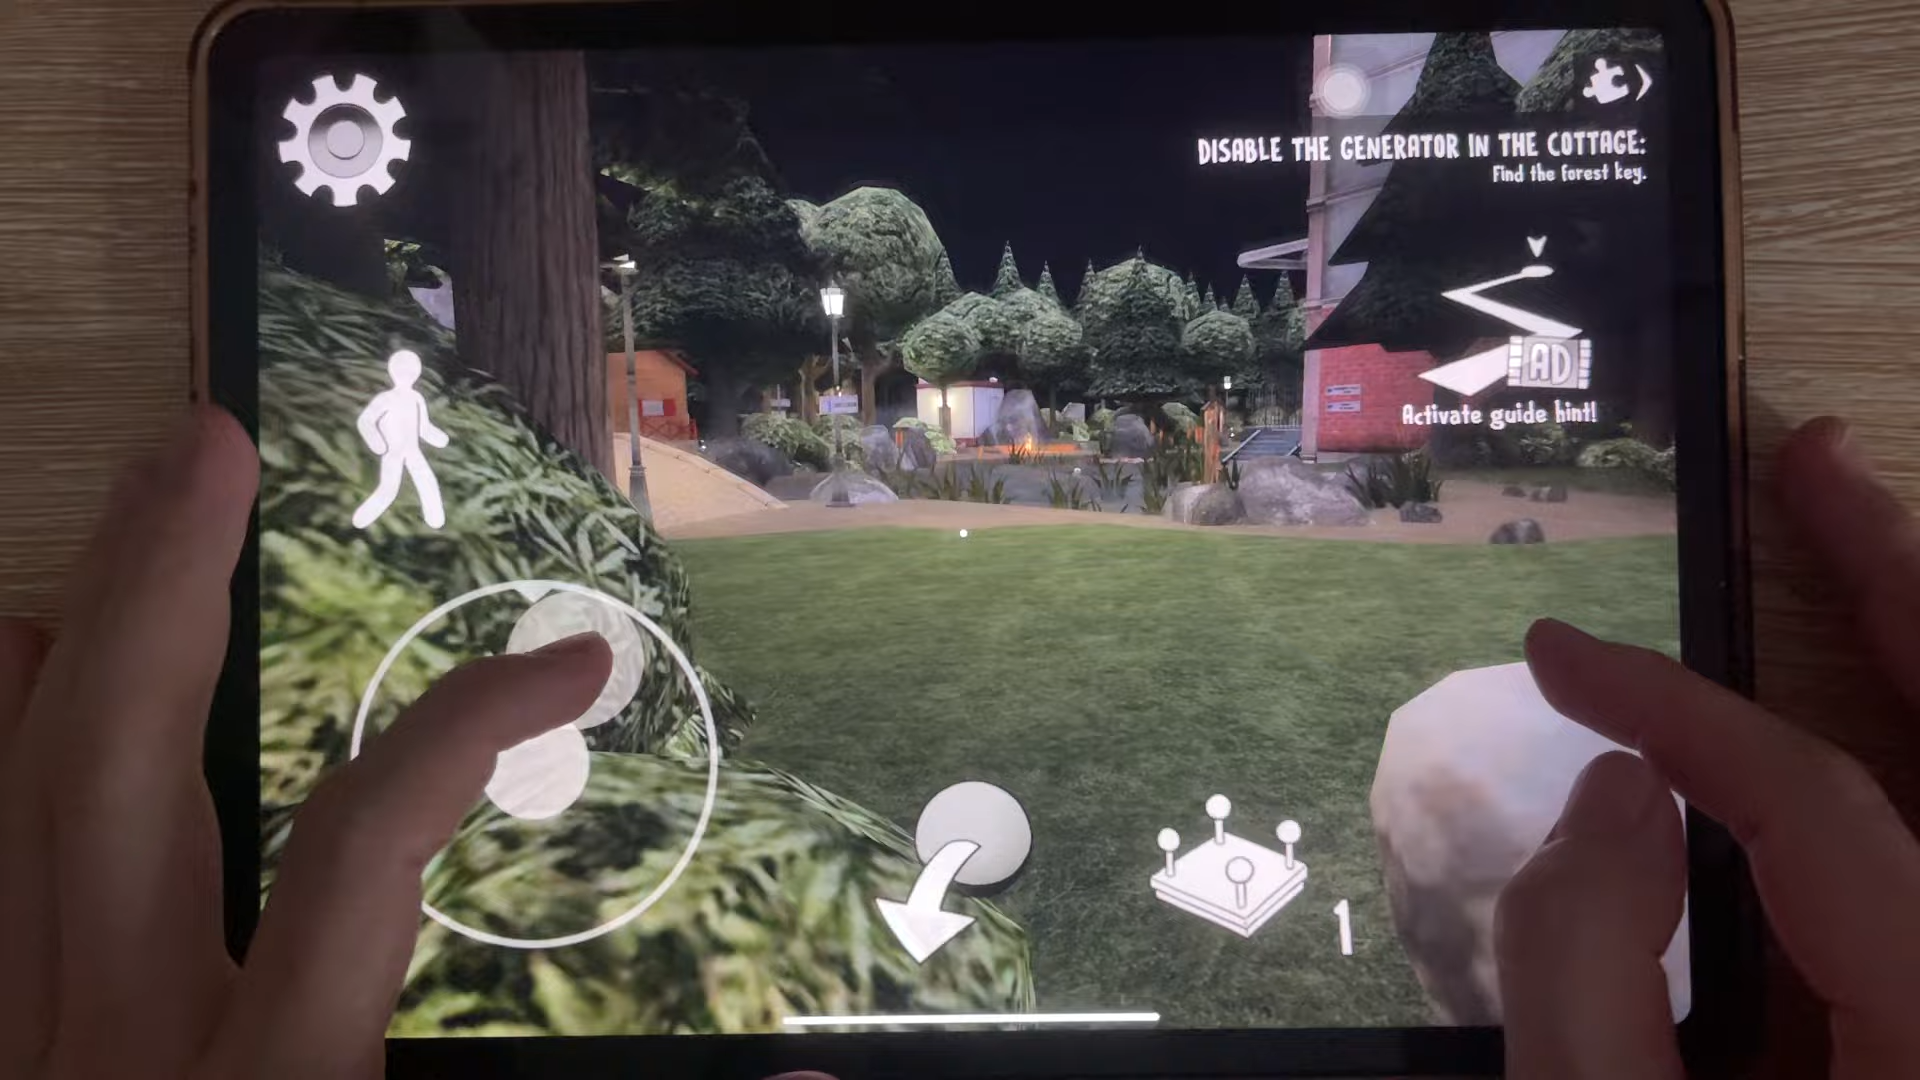 DISABLE THE GENERATOR IN THE COTTAGE:
Find the forest key.
AD
Activate guide hint!
1